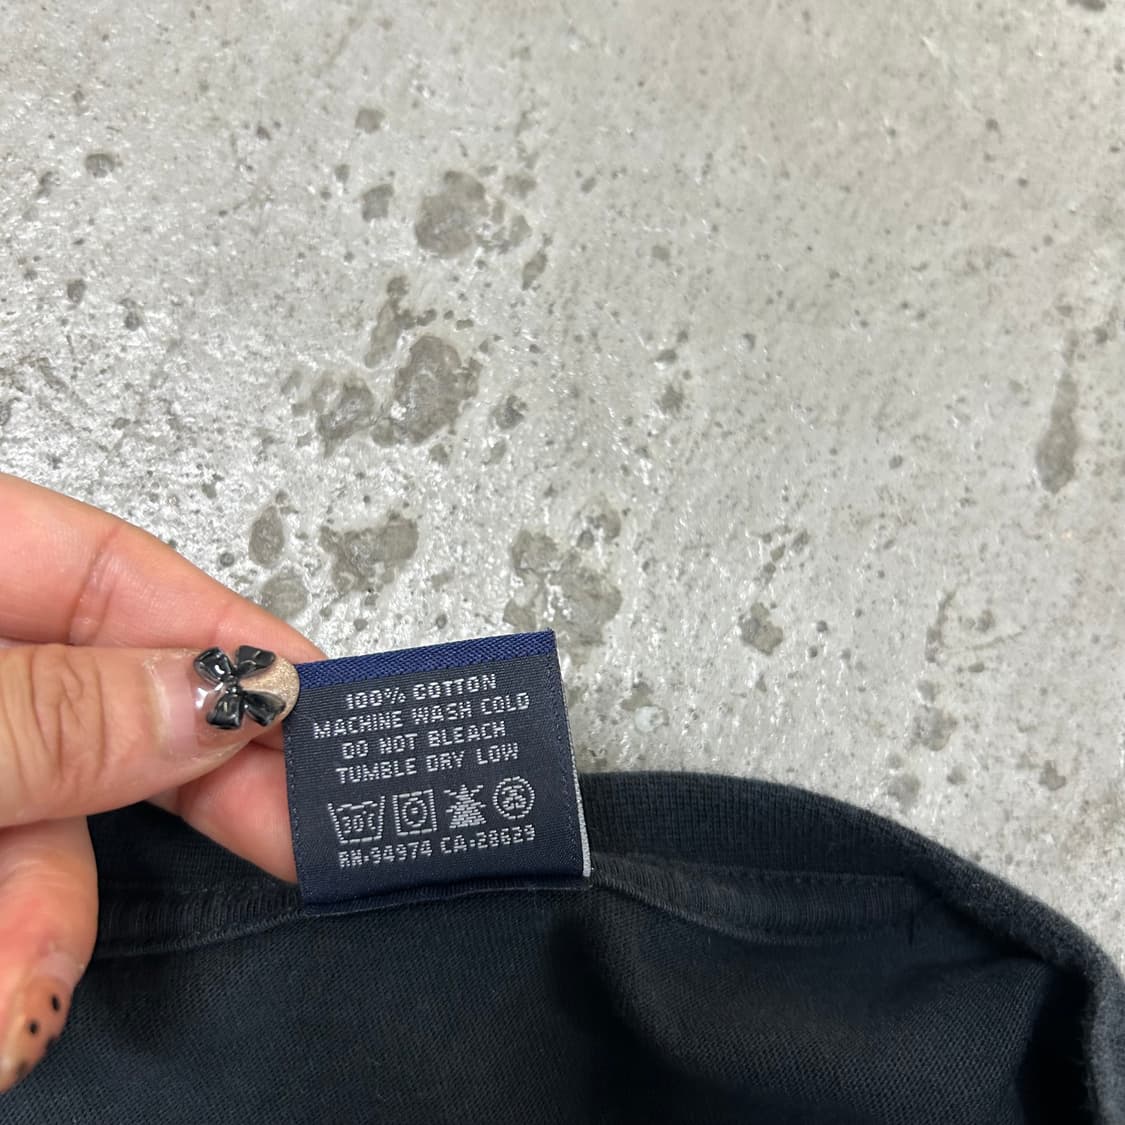 100% COTTON
MACHINE WASH COLD
DO NOT BLEACH
TUMBLE DRY LOW
30°
RN:94974 CA:28629